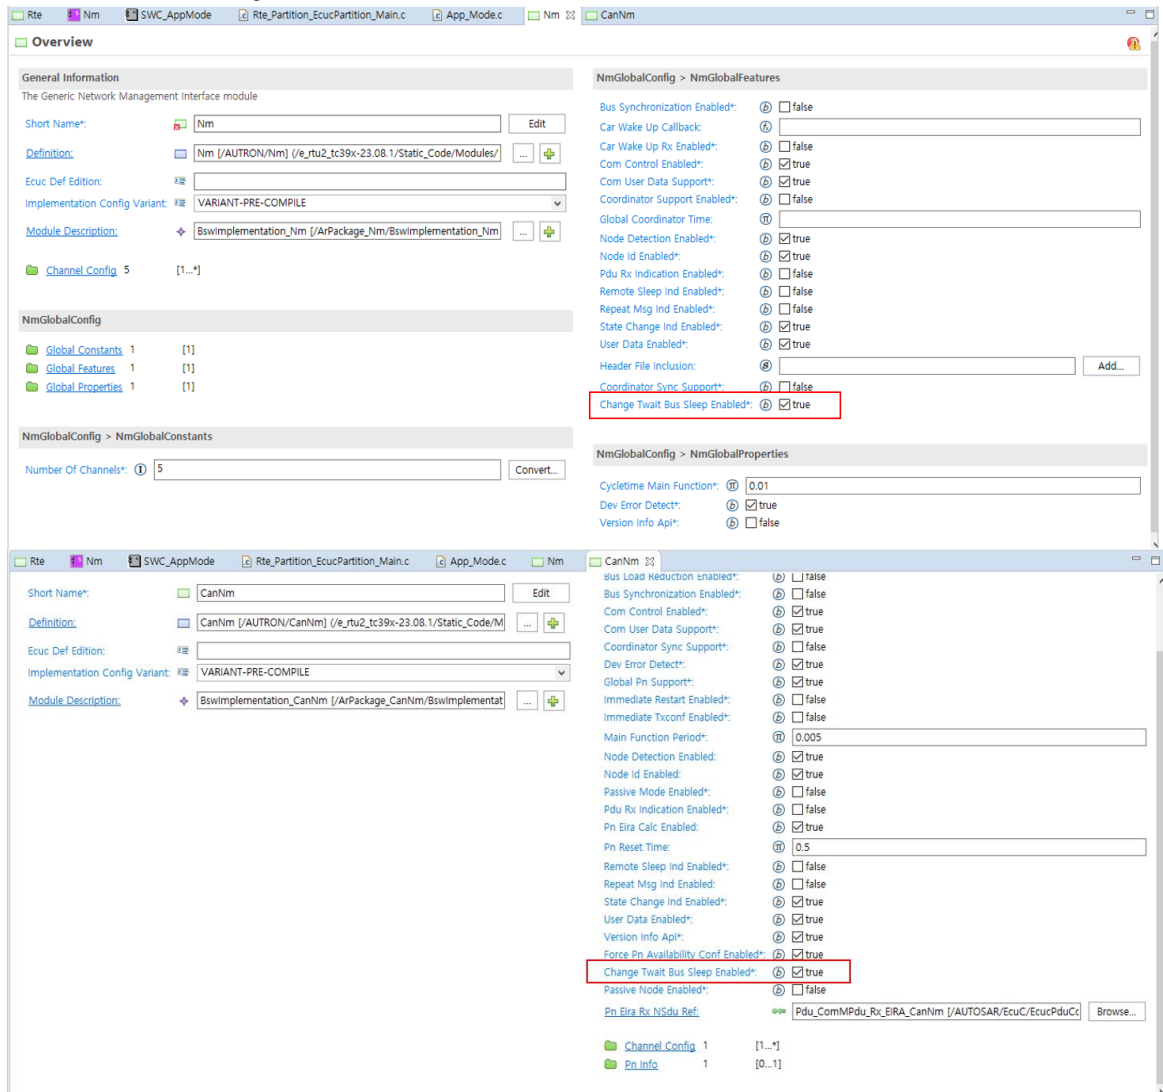 Rte Nm SWC_AppMode Rte_Partition_EcucPartition_Main.c App_Mode.c Nm CanNm
Overview
General Information
The Generic Network Management Interface module
Short Name*: Nm Edit
Definition: Nm [/AUTRON/Nm] (/e_rtu2_tc39x-23.08.1/Static_Code/Modules/ ...
Ecuc Def Edition:
Implementation Config Variant: VARIANT-PRE-COMPILE
Module Description: BswImplementation_Nm [/ArPackage_Nm/BswImplementation_Nm ...
Channel Config 5 [1...*]
NmGlobalConfig
Global Constants 1 [1]
Global Features 1 [1]
Global Properties 1 [1]
NmGlobalConfig > NmGlobalConstants
Number Of Channels*: 5 Convert...
NmGlobalConfig > NmGlobalFeatures
Bus Synchronization Enabled*: false
Car Wake Up Callback:
Car Wake Up Rx Enabled*: false
Com Control Enabled*: true
Com User Data Support*: true
Coordinator Support Enabled*: false
Global Coordinator Time:
Node Detection Enabled*: true
Node Id Enabled*: true
Pdu Rx Indication Enabled*: false
Remote Sleep Ind Enabled*: false
Repeat Msg Ind Enabled*: false
State Change Ind Enabled*: true
User Data Enabled*: true
Header File Inclusion: Add...
Coordinator Sync Support*: false
Change Twait Bus Sleep Enabled*: true
NmGlobalConfig > NmGlobalProperties
Cycletime Main Function*: 0.01
Dev Error Detect*: true
Version Info Api*: false
Rte Nm SWC_AppMode Rte_Partition_EcucPartition_Main.c App_Mode.c Nm CanNm
Short Name*: CanNm Edit
Definition: CanNm [/AUTRON/CanNm] (/e_rtu2_tc39x-23.08.1/Static_Code/M ...
Ecuc Def Edition:
Implementation Config Variant: VARIANT-PRE-COMPILE
Module Description: BswImplementation_CanNm [/ArPackage_CanNm/BswImplementat ...
Bus Load Reduction Enabled*: false
Bus Synchronization Enabled*: false
Com Control Enabled*: true
Com User Data Support*: true
Coordinator Sync Support*: false
Dev Error Detect*: true
Global Pn Support*: true
Immediate Restart Enabled*: false
Immediate Txconf Enabled*: false
Main Function Period*: 0.005
Node Detection Enabled: true
Node Id Enabled: true
Passive Mode Enabled*: false
Pdu Rx Indication Enabled*: false
Pn Eira Calc Enabled: true
Pn Reset Time: 0.5
Remote Sleep Ind Enabled*: false
Repeat Msg Ind Enabled: false
State Change Ind Enabled*: true
User Data Enabled*: true
Version Info Api*: true
Force Pn Availability Conf Enabled*: true
Change Twait Bus Sleep Enabled*: true
Passive Node Enabled*: false
Pn Eira Rx NSdu Ref: Pdu_ComMPdu_Rx_EIRA_CanNm [/AUTOSAR/EcuC/EcucPduCo Browse...
Channel Config 1 [1...*]
Pn Info 1 [0...1]